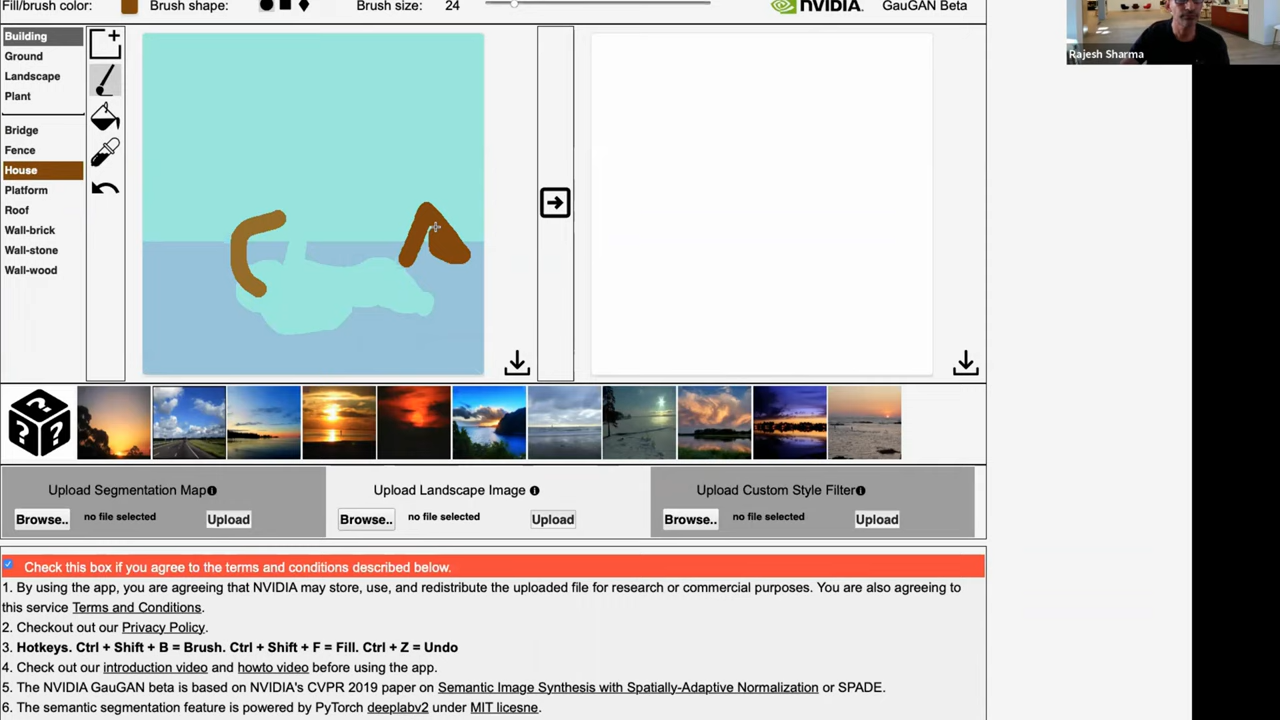 Fill/brush color: Brush shape: Brush size: 24 NVIDIA. GauGAN Beta
Rajesh Sharma
Building
Ground
Landscape
Plant
Bridge
Fence
House
Platform
Roof
Wall-brick
Wall-stone
Wall-wood
? ? ?
Upload Segmentation Map Upload Landscape Image Upload Custom Style Filter
Browse.. no file selected Upload Browse.. no file selected Upload Browse.. no file selected Upload
Check this box if you agree to the terms and conditions described below.
1. By using the app, you are agreeing that NVIDIA may store, use, and redistribute the uploaded file for research or commercial purposes. You are also agreeing to
this service Terms and Conditions.
2. Checkout out our Privacy Policy.
3. Hotkeys. Ctrl + Shift + B = Brush. Ctrl + Shift + F = Fill. Ctrl + Z = Undo
4. Check out our introduction video and howto video before using the app.
5. The NVIDIA GauGAN beta is based on NVIDIA's CVPR 2019 paper on Semantic Image Synthesis with Spatially-Adaptive Normalization or SPADE.
6. The semantic segmentation feature is powered by PyTorch deeplabv2 under MIT licesne.